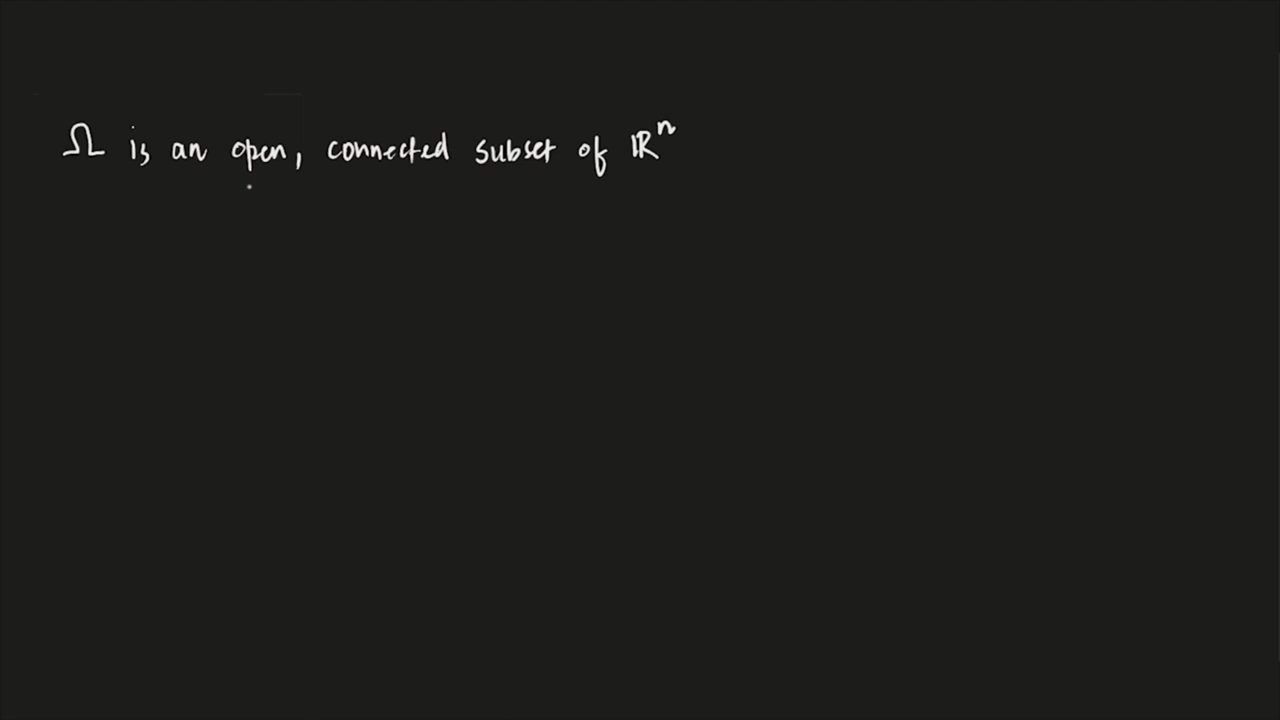 Ω is an open, connected subset of ℝⁿ